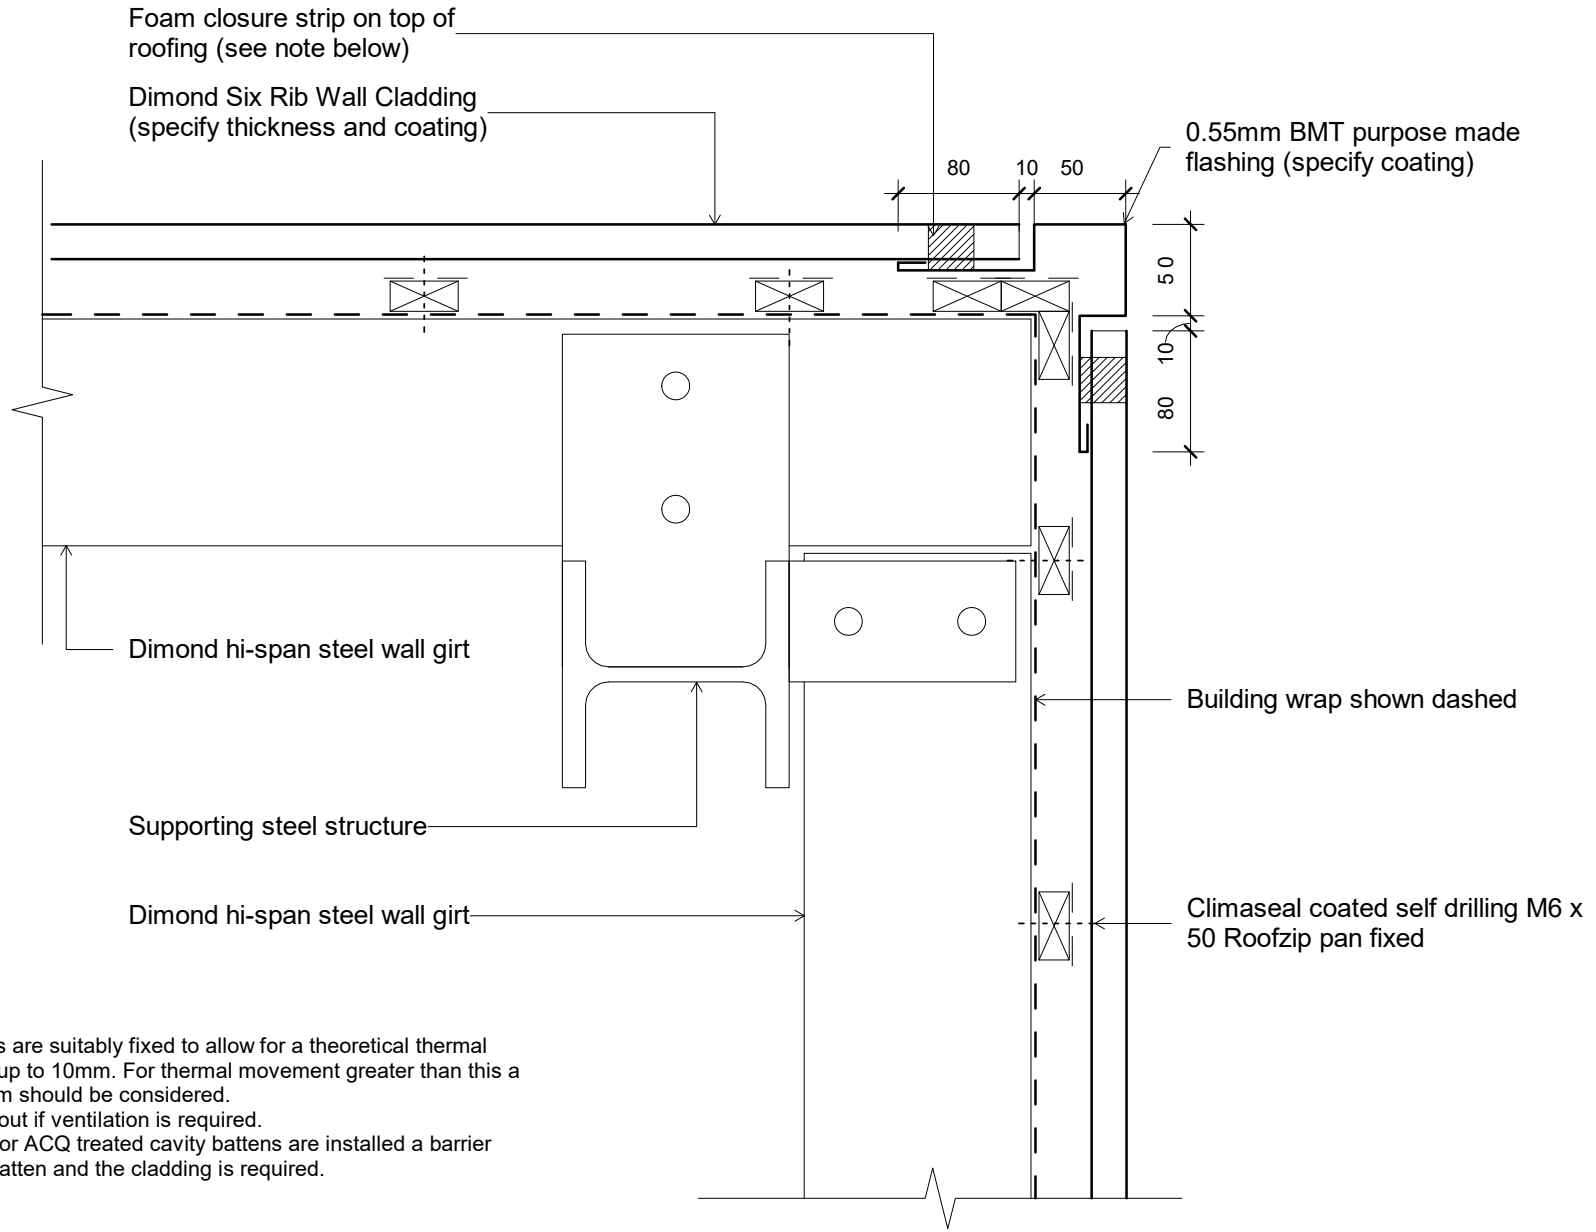 Foam closure strip on top of
roofing (see note below)
Dimond Six Rib Wall Cladding
(specify thickness and coating)
0.55mm BMT purpose made
flashing (specify coating)
80 10 50
50
10
80
Dimond hi-span steel wall girt
Building wrap shown dashed
Supporting steel structure
Dimond hi-span steel wall girt
Climaseal coated self drilling M6 x
50 Roofzip pan fixed
s are suitably fixed to allow for a theoretical thermal
up to 10mm. For thermal movement greater than this a
m should be considered.
out if ventilation is required.
or ACQ treated cavity battens are installed a barrier
atten and the cladding is required.